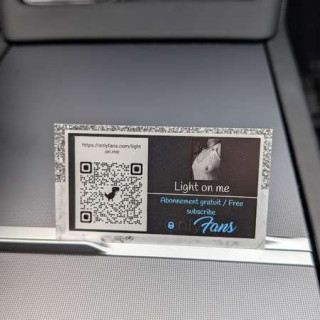 https://onlyfans.com/light
on.me
Light on me
Abonnement gratuit / Free
subscribe
Fans